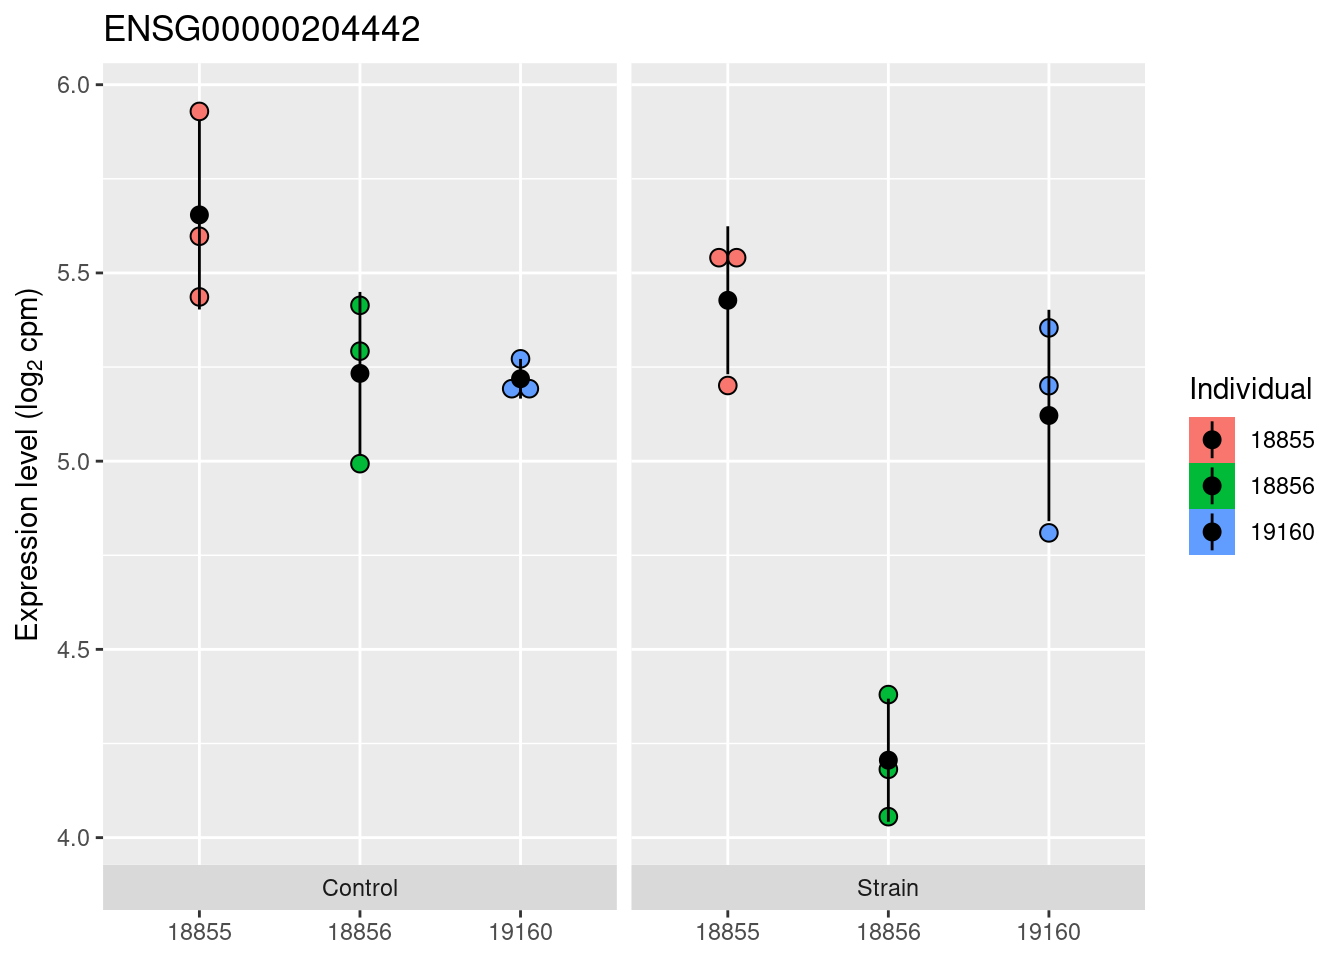 ENSG00000204442
Expression level (log₂ cpm)
6.0
5.5
5.0
4.5
4.0
Control
Strain
18855 18856 19160
18855 18856 19160
Individual
18855
18856
19160